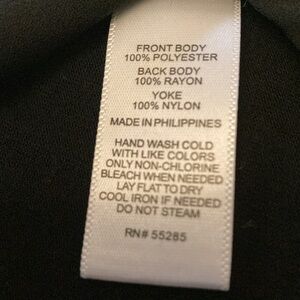 FRONT BODY
100% POLYESTER
BACK BODY
100% RAYON
YOKE
100% NYLON
MADE IN PHILIPPINES
HAND WASH COLD
WITH LIKE COLORS
ONLY NON-CHLORINE
BLEACH WHEN NEEDED
LAY FLAT TO DRY
COOL IRON IF NEEDED
DO NOT STEAM
RN# 55285